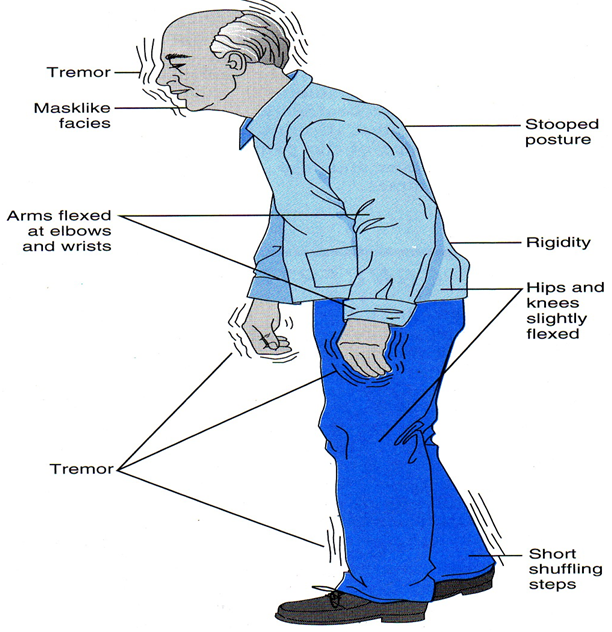 Tremor
Masklike
facies
Stooped
posture
Arms flexed
at elbows
and wrists
Rigidity
Hips and
knees
slightly
flexed
Tremor
Short
shuffling
steps